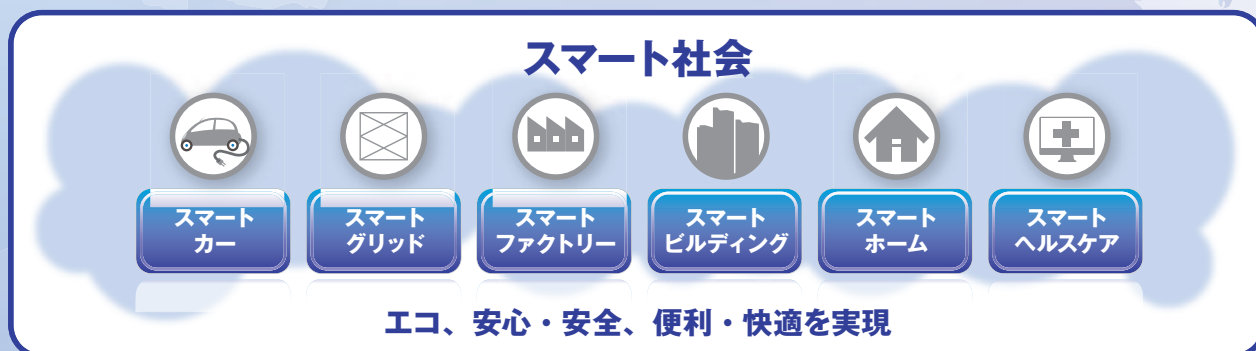 スマート社会
スマート
カー
スマート
グリッド
スマート
ファクトリー
スマート
ビルディング
スマート
ホーム
スマート
ヘルスケア
エコ、安心・安全、便利・快適を実現